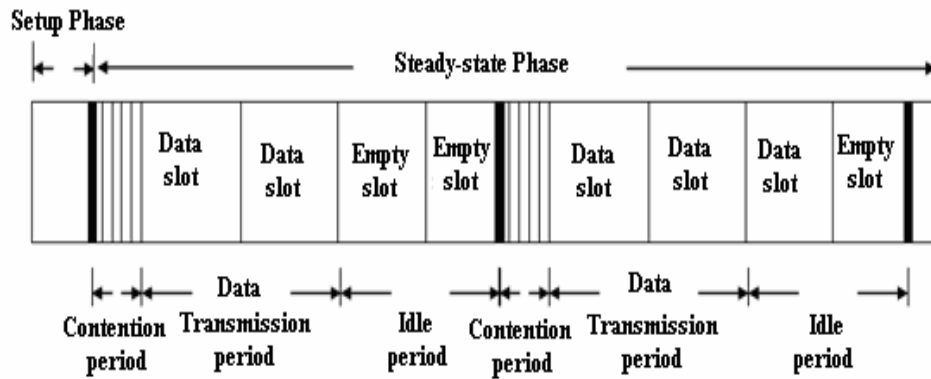 Setup Phase
Steady-state Phase
Data
slot
Data
slot
Empty
slot
Empty
slot
Data
slot
Data
slot
Data
slot
Empty
slot
Contention
period
Data
Transmission
period
Idle
period
Contention
period
Data
Transmission
period
Idle
period